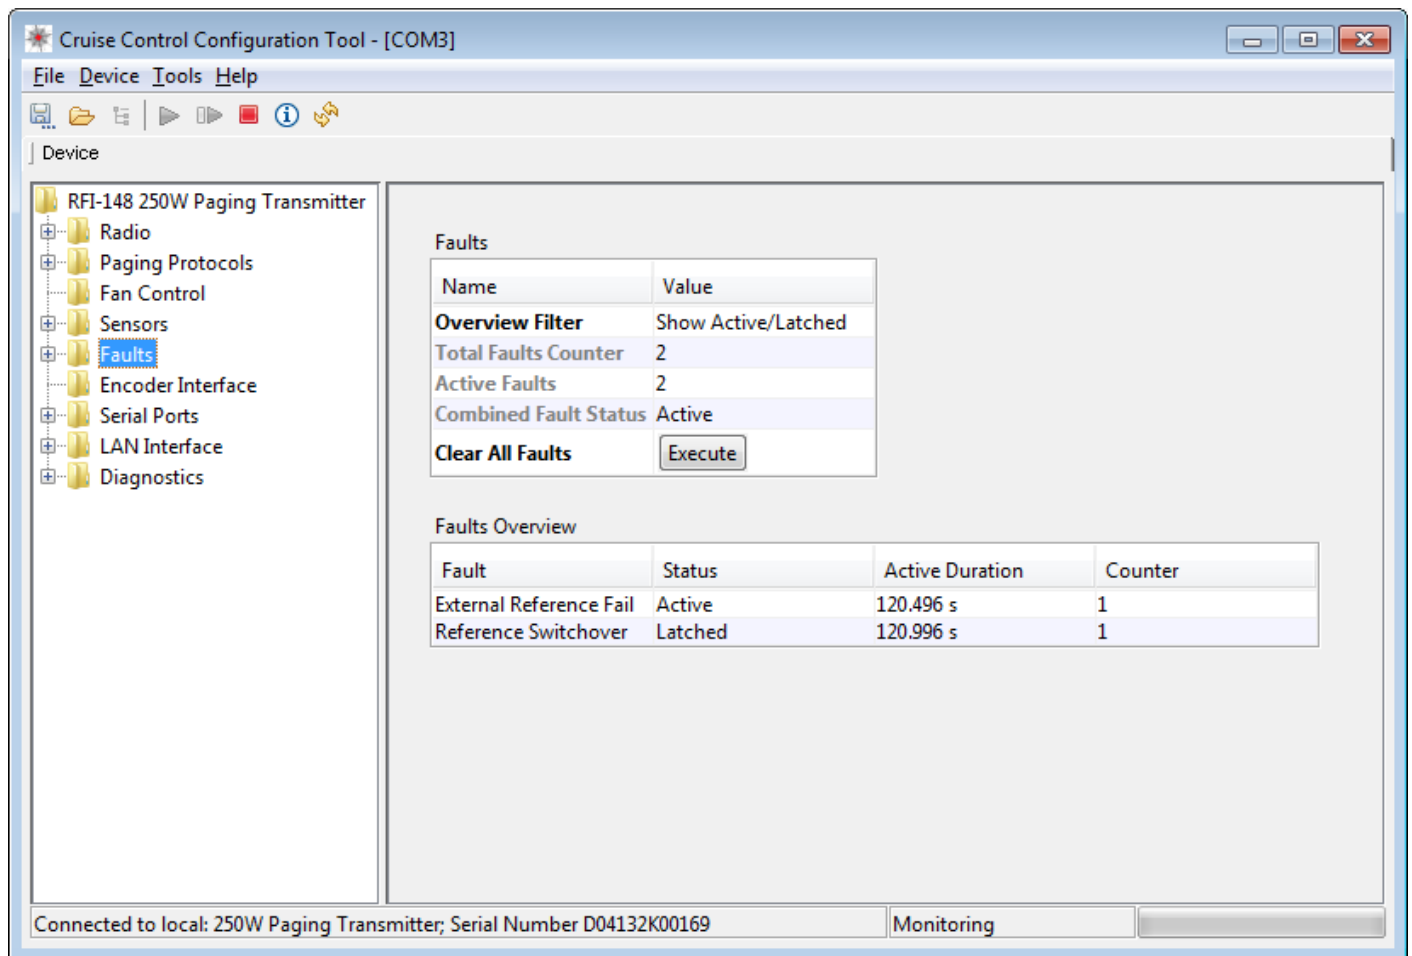 Cruise Control Configuration Tool - [COM3]
File Device Tools Help
Device
RFI-148 250W Paging Transmitter
Radio
Paging Protocols
Fan Control
Sensors
Faults
Encoder Interface
Serial Ports
LAN Interface
Diagnostics
Faults
Name Value
Overview Filter Show Active/Latched
Total Faults Counter 2
Active Faults 2
Combined Fault Status Active
Clear All Faults Execute
Faults Overview
Fault Status Active Duration Counter
External Reference Fail Active 120.496 s 1
Reference Switchover Latched 120.996 s 1
Connected to local: 250W Paging Transmitter; Serial Number D04132K00169 Monitoring